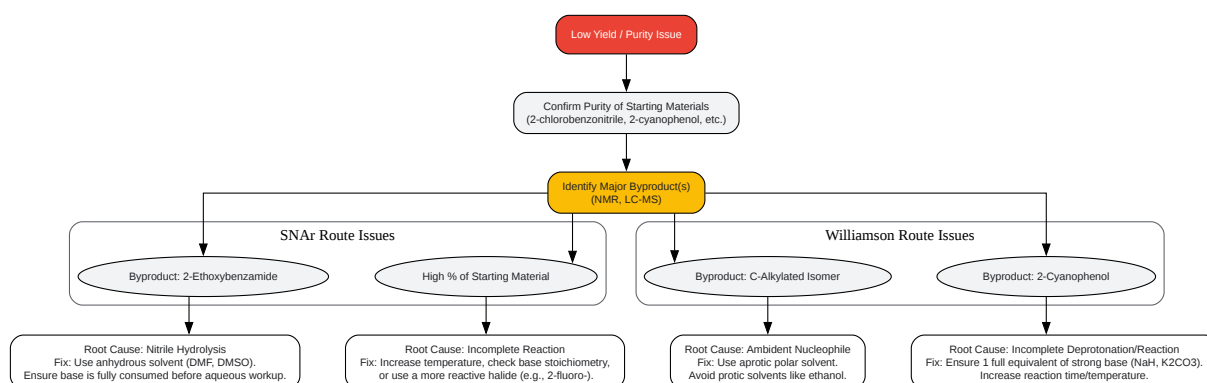 Low Yield / Purity Issue
Confirm Purity of Starting Materials
(2-chlorobenzonitrile, 2-cyanophenol, etc.)
Identify Major Byproduct(s)
(NMR, LC-MS)
SNAr Route Issues
Williamson Route Issues
Byproduct: 2-Ethoxybenzamide
High % of Starting Material
Byproduct: C-Alkylated Isomer
Byproduct: 2-Cyanophenol
Root Cause: Nitrile Hydrolysis
Fix: Use anhydrous solvent (DMF, DMSO).
Ensure base is fully consumed before aqueous workup.
Root Cause: Incomplete Reaction
Fix: Increase temperature, check base stoichiometry,
or use a more reactive halide (e.g., 2-fluoro-).
Root Cause: Ambident Nucleophile
Fix: Use aprotic polar solvent.
Avoid protic solvents like ethanol.
Root Cause: Incomplete Deprotonation/Reaction
Fix: Ensure 1 full equivalent of strong base (NaH, K2CO3).
Increase reaction time/temperature.